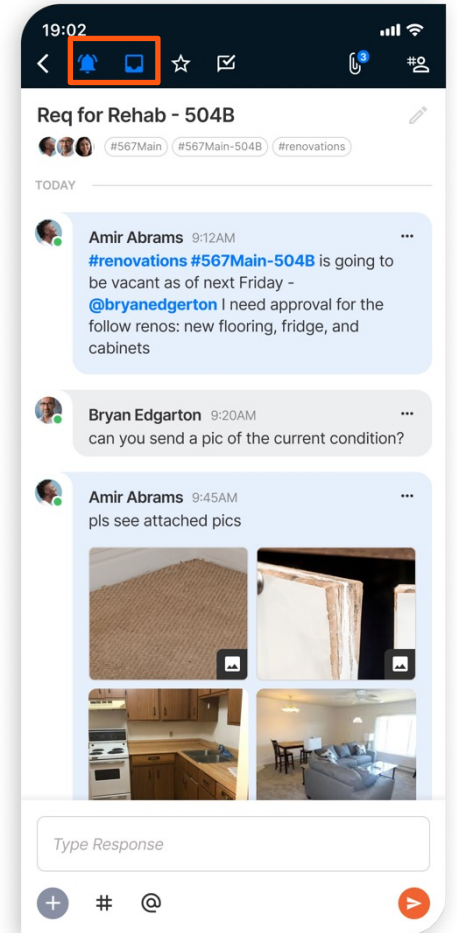 19:02
3
#
Req for Rehab - 504B
#567Main #567Main-504B #renovations
TODAY
Amir Abrams 9:12AM
#renovations #567Main-504B is going to
be vacant as of next Friday -
@bryanedgerton I need approval for the
follow renos: new flooring, fridge, and
cabinets
Bryan Edgarton 9:20AM
can you send a pic of the current condition?
Amir Abrams 9:45AM
pls see attached pics
Type Response
# @